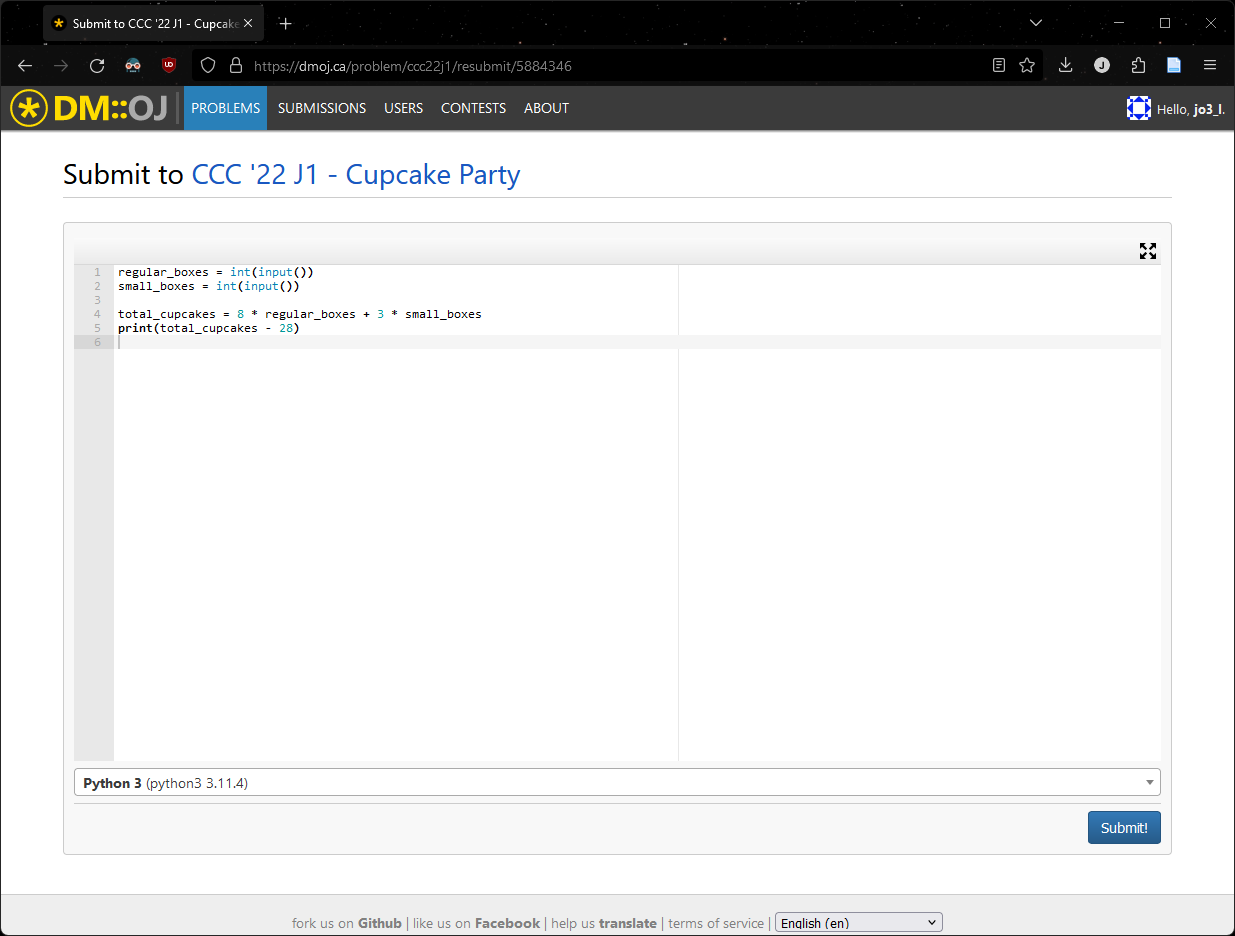 Submit to CCC '22 J1 - Cupcake
https://dmoj.ca/problem/ccc22j1/resubmit/5884346
DM::OJ PROBLEMS SUBMISSIONS USERS CONTESTS ABOUT Hello, jo3_l.
Submit to CCC '22 J1 - Cupcake Party
1 regular_boxes = int(input())
2 small_boxes = int(input())
3
4 total_cupcakes = 8 * regular_boxes + 3 * small_boxes
5 print(total_cupcakes - 28)
6
Python 3 (python3 3.11.4)
Submit!
fork us on Github | like us on Facebook | help us translate | terms of service | English (en)